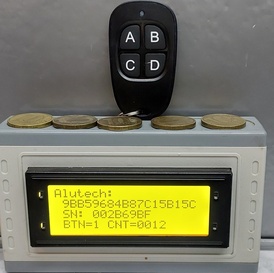 A B
C D
Alutech:
9BB59684B87C15B15C
SN: 002B69BF
BTN=1 CNT=0012